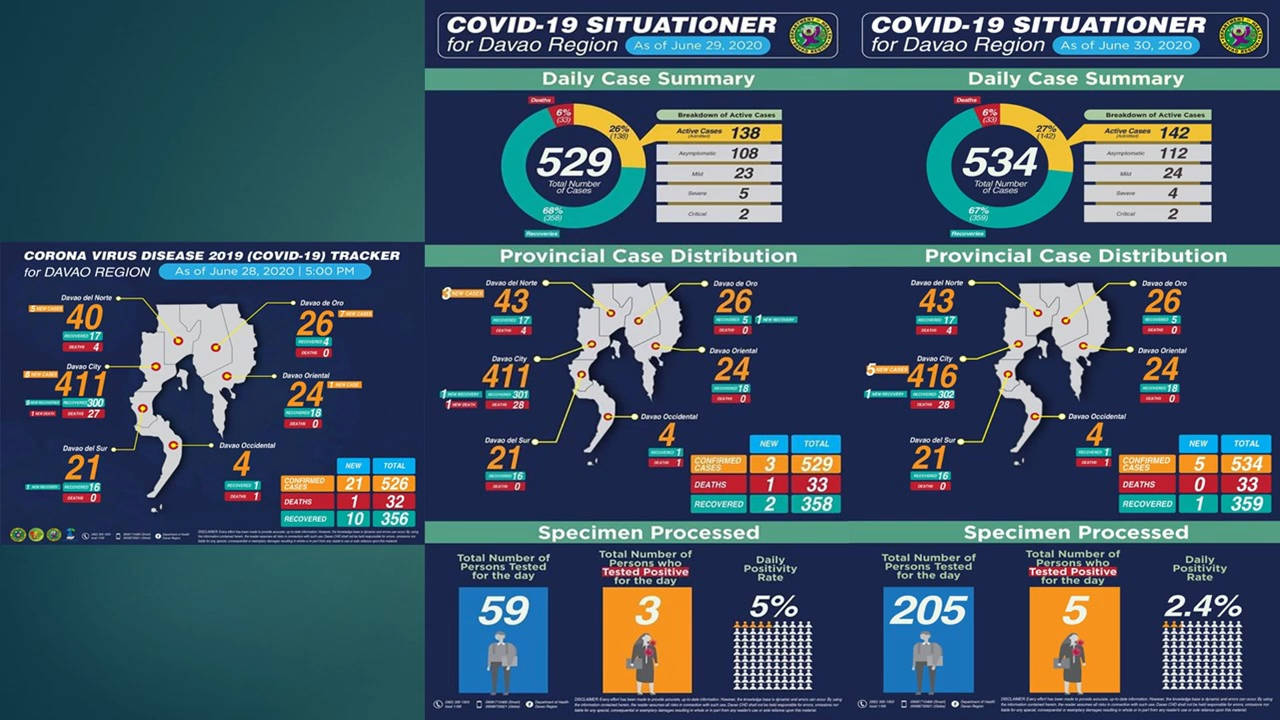 CORONA VIRUS DISEASE 2019 (COVID-19) TRACKER
for DAVAO REGION As of June 28, 2020 | 5:00 PM
Davao del Norte
5 NEW CASES
40
RECOVERED 17
DEATHS 4
Davao de Oro
26
7 NEW CASES
RECOVERED 4
DEATHS 0
Davao City
411
RECOVERED 300
1 NEW DEATH
DEATHS 27
Davao Oriental
24
1 NEW CASE
RECOVERED 18
DEATHS 0
Davao del Sur
21
1 NEW RECOVERY
RECOVERED 16
DEATHS 0
Davao Occidental
4
RECOVERED 1
DEATHS 1
NEW TOTAL
CONFIRMED CASES 21 526
DEATHS 1 32
RECOVERED 10 356
COVID-19 SITUATIONER
for Davao Region As of June 29, 2020
Daily Case Summary
Deaths
6%
(33)
26%
(138)
529
Total Number
of Cases
68%
(358)
Recoveries
Breakdown of Active Cases
Active Cases (Admitted) 138
Asymptomatic 108
Mild 23
Severe 5
Critical 2
Provincial Case Distribution
Davao del Norte
3 NEW CASES
43
RECOVERED 17
DEATHS 4
Davao de Oro
26
RECOVERED 5
1 NEW RECOVERY
DEATHS 0
Davao City
411
1 NEW RECOVERY
RECOVERED 301
1 NEW DEATH
DEATHS 28
Davao Oriental
24
RECOVERED 18
DEATHS 0
Davao del Sur
21
RECOVERED 16
DEATHS 0
Davao Occidental
4
RECOVERED 1
DEATHS 1
NEW TOTAL
CONFIRMED CASES 3 529
DEATHS 1 33
RECOVERED 2 358
Specimen Processed
Total Number of
Persons Tested
for the day
59
Total Number of
Persons who
Tested Positive
for the day
3
Daily
Positivity
Rate
5%
COVID-19 SITUATIONER
for Davao Region As of June 30, 2020
Daily Case Summary
Deaths
6%
(33)
27%
(142)
534
Total Number
of Cases
67%
(359)
Recoveries
Breakdown of Active Cases
Active Cases (Admitted) 142
Asymptomatic 112
Mild 24
Severe 4
Critical 2
Provincial Case Distribution
Davao del Norte
43
RECOVERED 17
DEATHS 4
Davao de Oro
26
RECOVERED 5
DEATHS 0
Davao City
5 NEW CASES
416
1 NEW RECOVERY
RECOVERED 302
DEATHS 28
Davao Oriental
24
RECOVERED 18
DEATHS 0
Davao del Sur
21
RECOVERED 16
DEATHS 0
Davao Occidental
4
RECOVERED 1
DEATHS 1
NEW TOTAL
CONFIRMED CASES 5 534
DEATHS 0 33
RECOVERED 1 359
Specimen Processed
Total Number of
Persons Tested
for the day
205
Total Number of
Persons who
Tested Positive
for the day
5
Daily
Positivity
Rate
2.4%